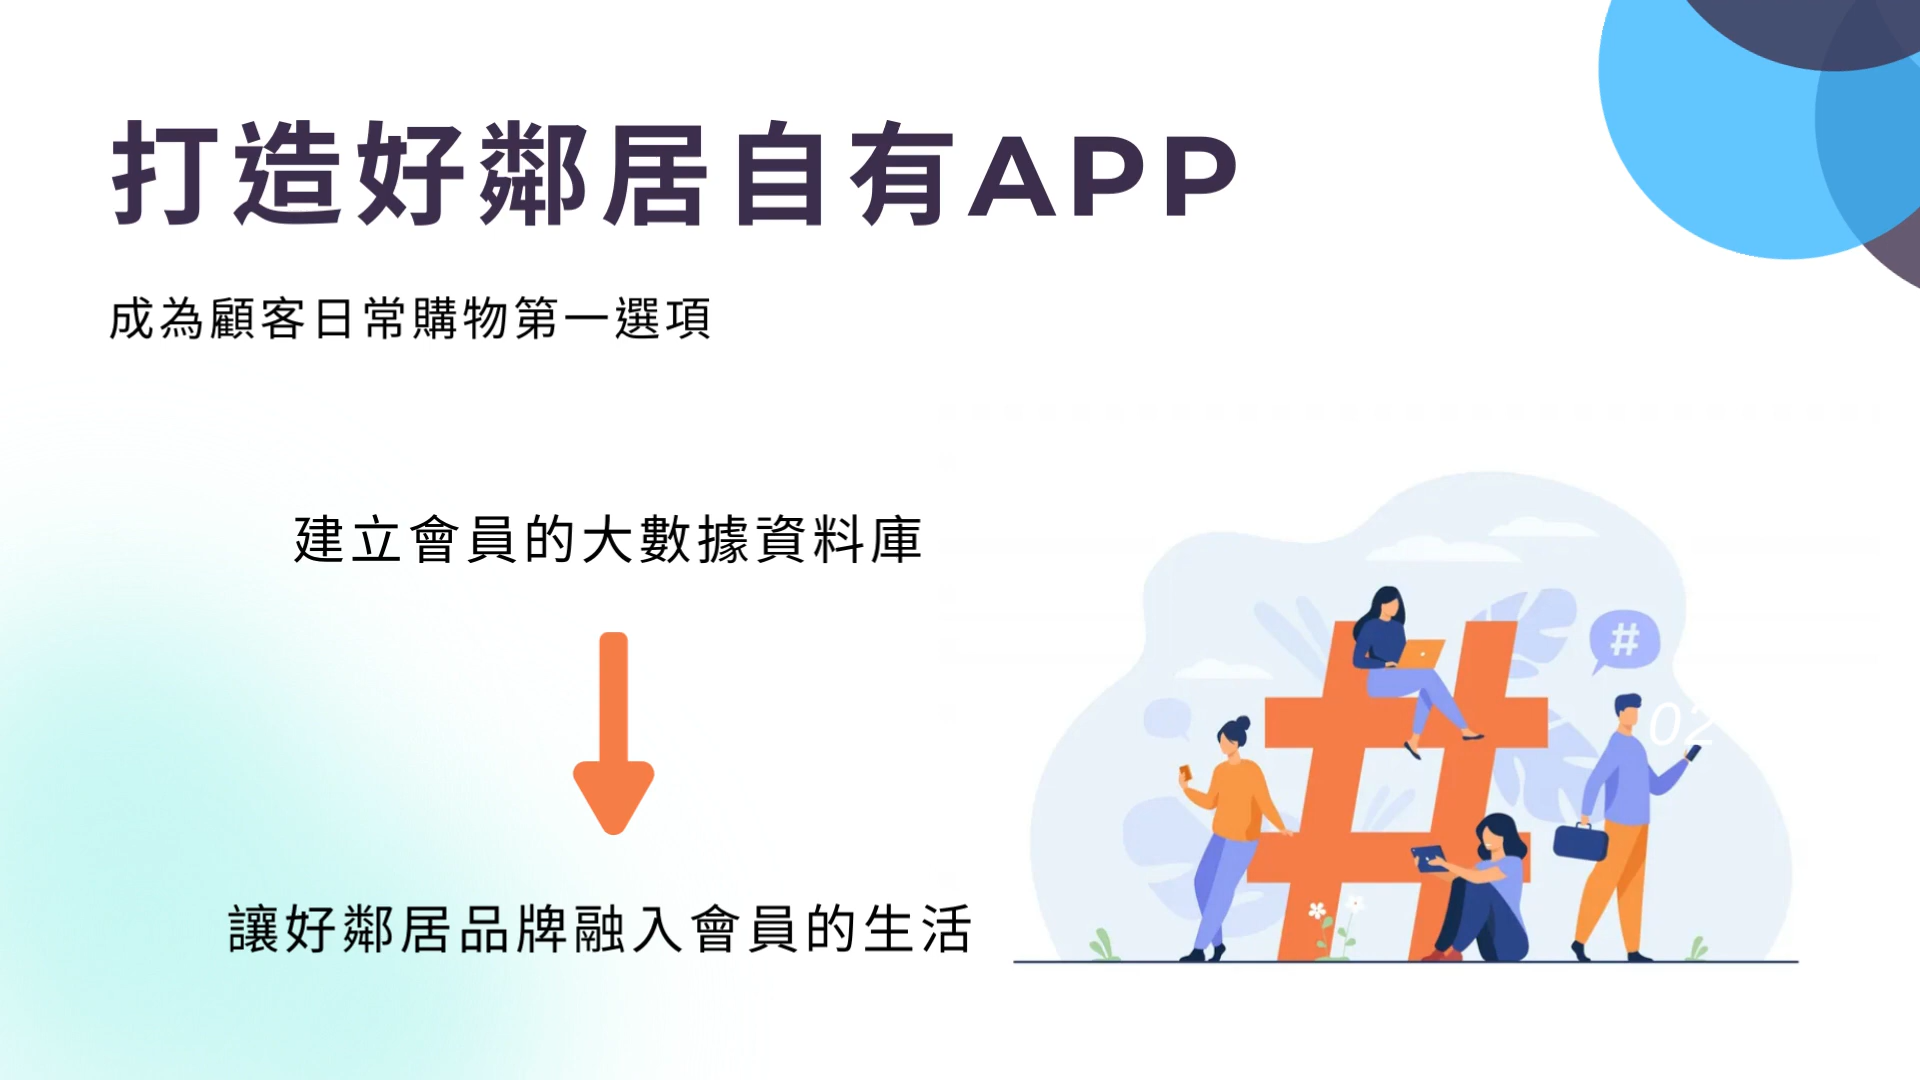 打造好鄰居自有APP
成為顧客日常購物第一選項
建立會員的大數據資料庫
讓好鄰居品牌融入會員的生活
#
#
02